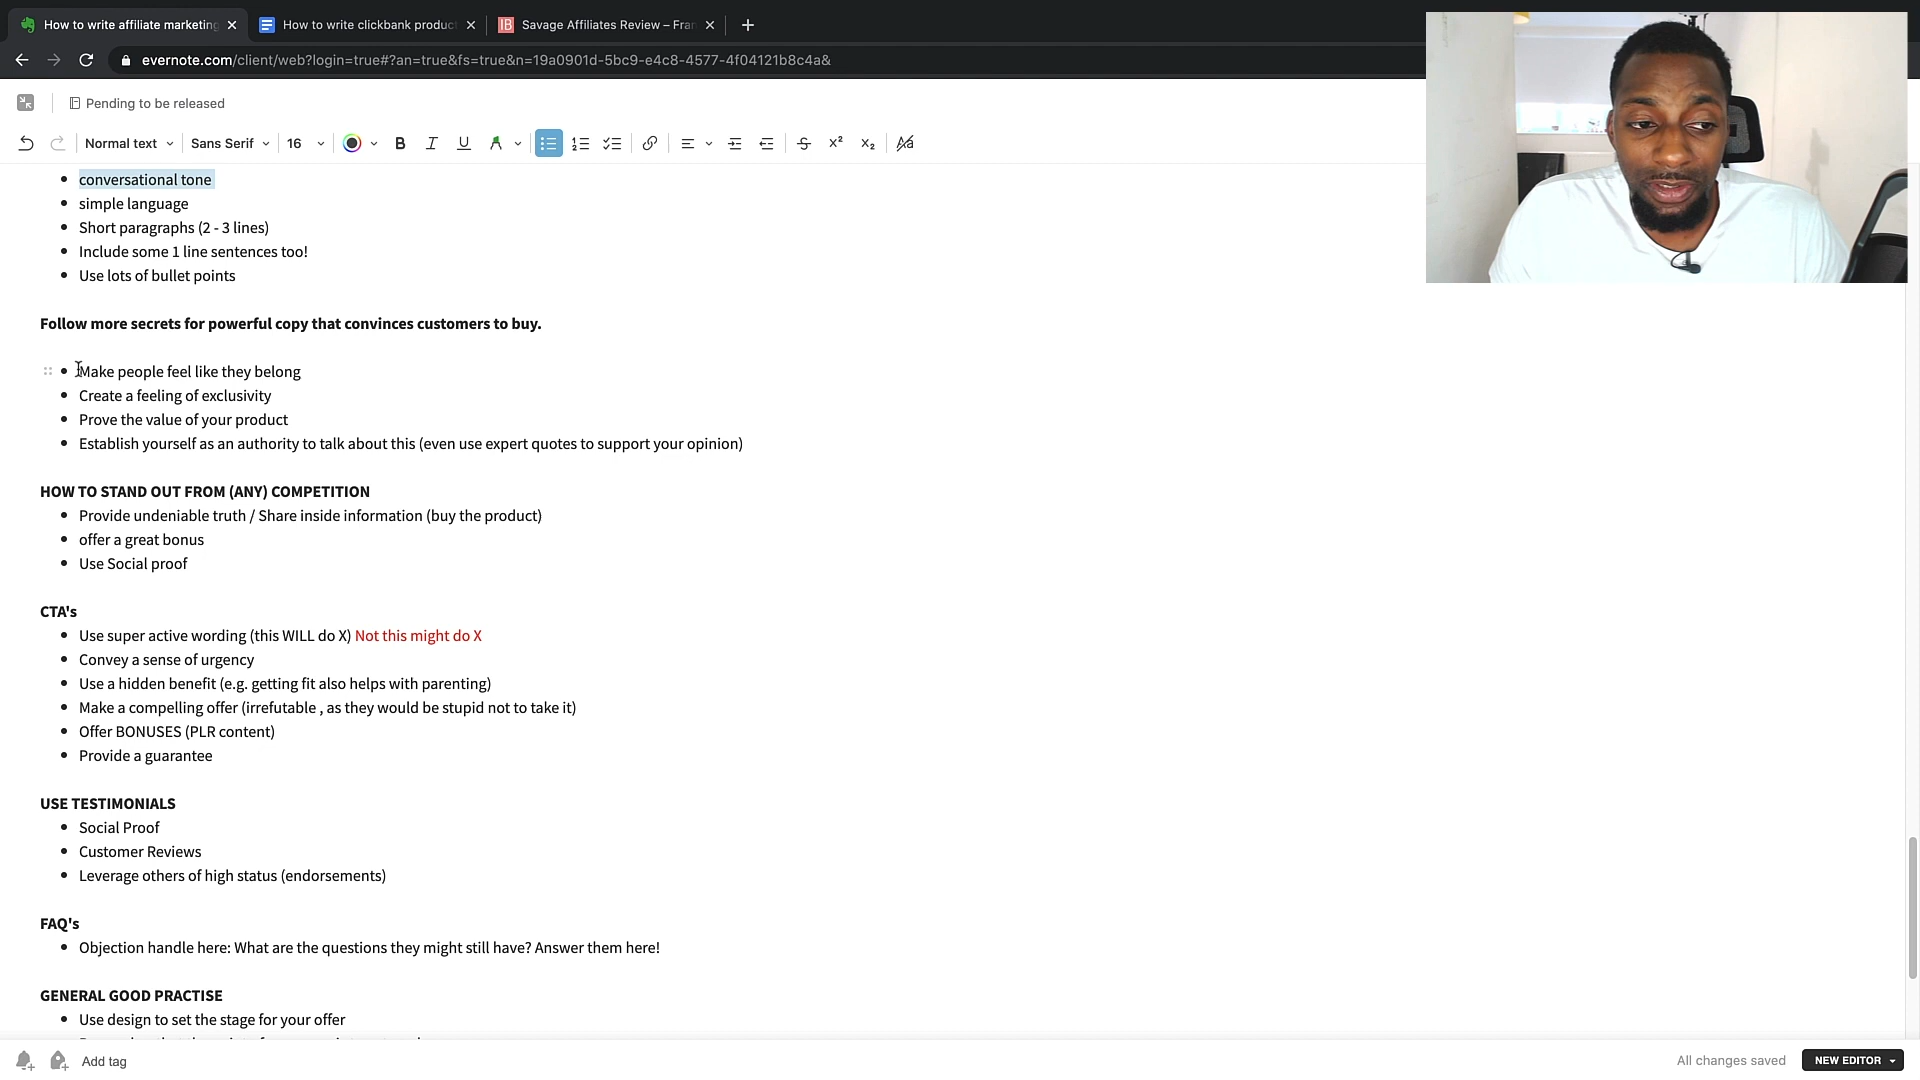 How to write affiliate marketing
How to write clickbank product
Savage Affiliates Review – Fran
evernote.com/client/web?login=true#?an=true&fs=true&n=19a0901d-5bc9-e4c8-4577-4f04121b8c4a&
Pending to be released
Normal text
Sans Serif
16
conversational tone
simple language
Short paragraphs (2 - 3 lines)
Include some 1 line sentences too!
Use lots of bullet points
Follow more secrets for powerful copy that convinces customers to buy.
Make people feel like they belong
Create a feeling of exclusivity
Prove the value of your product
Establish yourself as an authority to talk about this (even use expert quotes to support your opinion)
HOW TO STAND OUT FROM (ANY) COMPETITION
Provide undeniable truth / Share inside information (buy the product)
offer a great bonus
Use Social proof
CTA's
Use super active wording (this WILL do X) Not this might do X
Convey a sense of urgency
Use a hidden benefit (e.g. getting fit also helps with parenting)
Make a compelling offer (irrefutable , as they would be stupid not to take it)
Offer BONUSES (PLR content)
Provide a guarantee
USE TESTIMONIALS
Social Proof
Customer Reviews
Leverage others of high status (endorsements)
FAQ's
Objection handle here: What are the questions they might still have? Answer them here!
GENERAL GOOD PRACTISE
Use design to set the stage for your offer
Add tag
All changes saved
NEW EDITOR